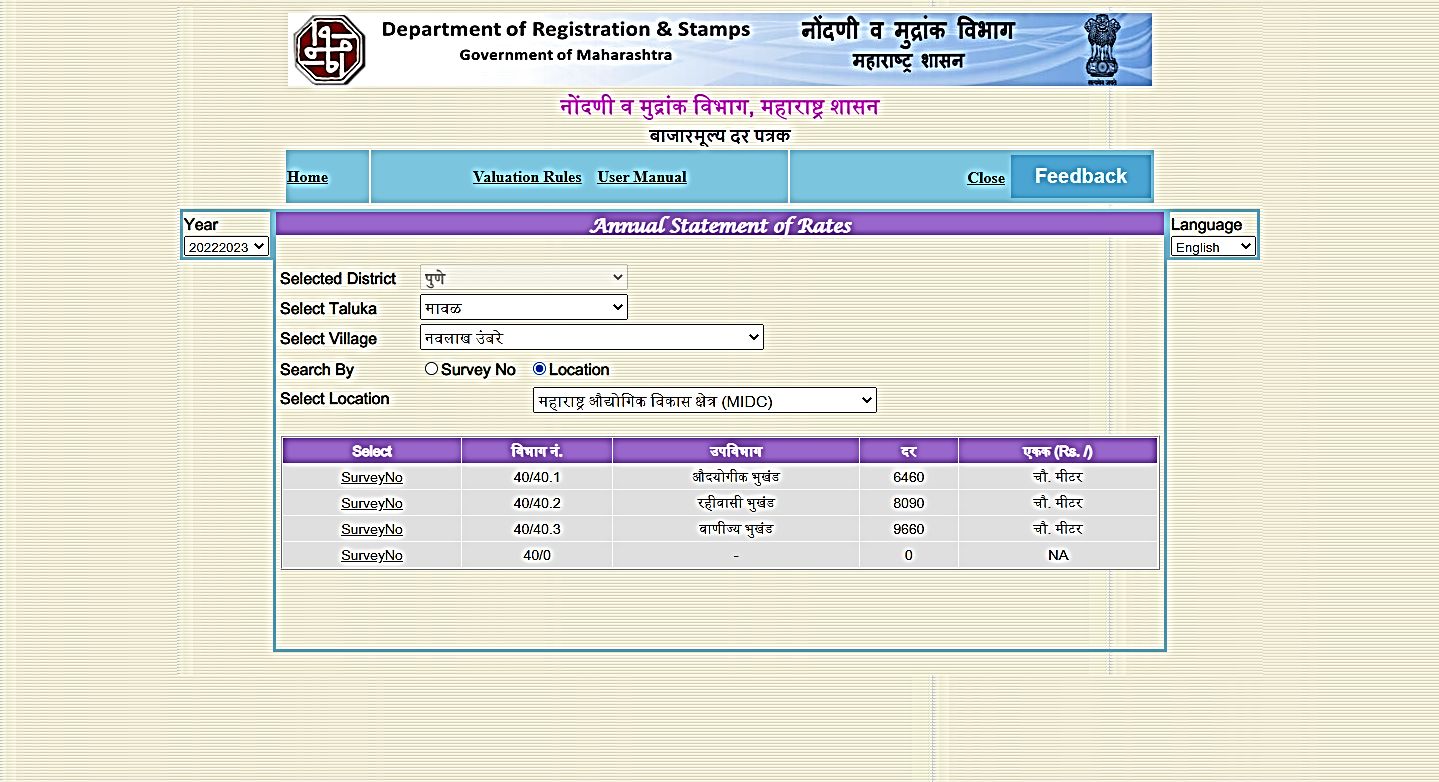 Department of Registration & Stamps नोंदणी व मुद्रांक विभाग
Government of Maharashtra महाराष्ट्र शासन
नोंदणी व मुद्रांक विभाग, महाराष्ट्र शासन
बाजारमूल्य दर पत्रक
Home Valuation Rules User Manual Close Feedback
Year Annual Statement of Rates Language
20222023 English
Selected District पुणे
Select Taluka मावळ
Select Village नवलाख उंबरे
Search By Survey No Location
Select Location महाराष्ट्र औद्योगिक विकास क्षेत्र (MIDC)
Select विभाग नं. उपविभाग दर एकक (Rs. /)
SurveyNo 40/40.1 औदयोगीक भुखंड 6460 चौ. मीटर
SurveyNo 40/40.2 रहीवासी भुखंड 8090 चौ. मीटर
SurveyNo 40/40.3 वाणीज्य भुखंड 9660 चौ. मीटर
SurveyNo 40/0 - 0 NA